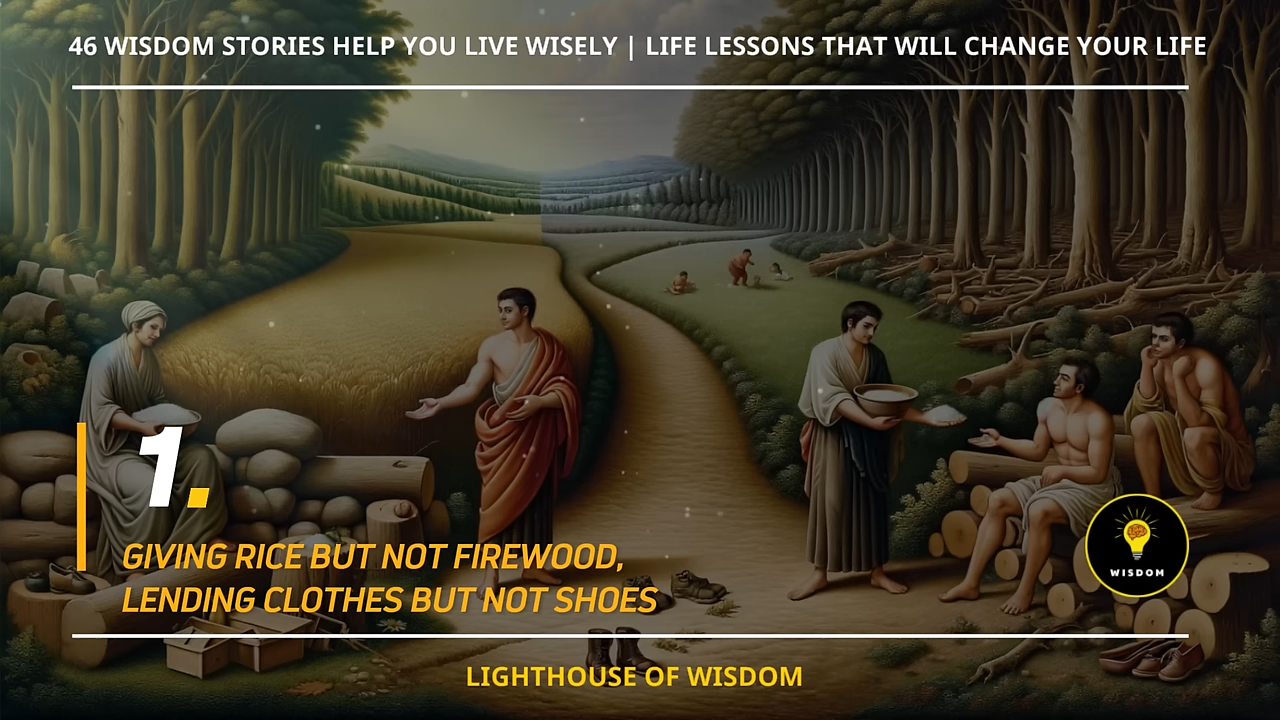 46 WISDOM STORIES HELP YOU LIVE WISELY | LIFE LESSONS THAT WILL CHANGE YOUR LIFE
1.
GIVING RICE BUT NOT FIREWOOD,
LENDING CLOTHES BUT NOT SHOES
WISDOM
LIGHTHOUSE OF WISDOM